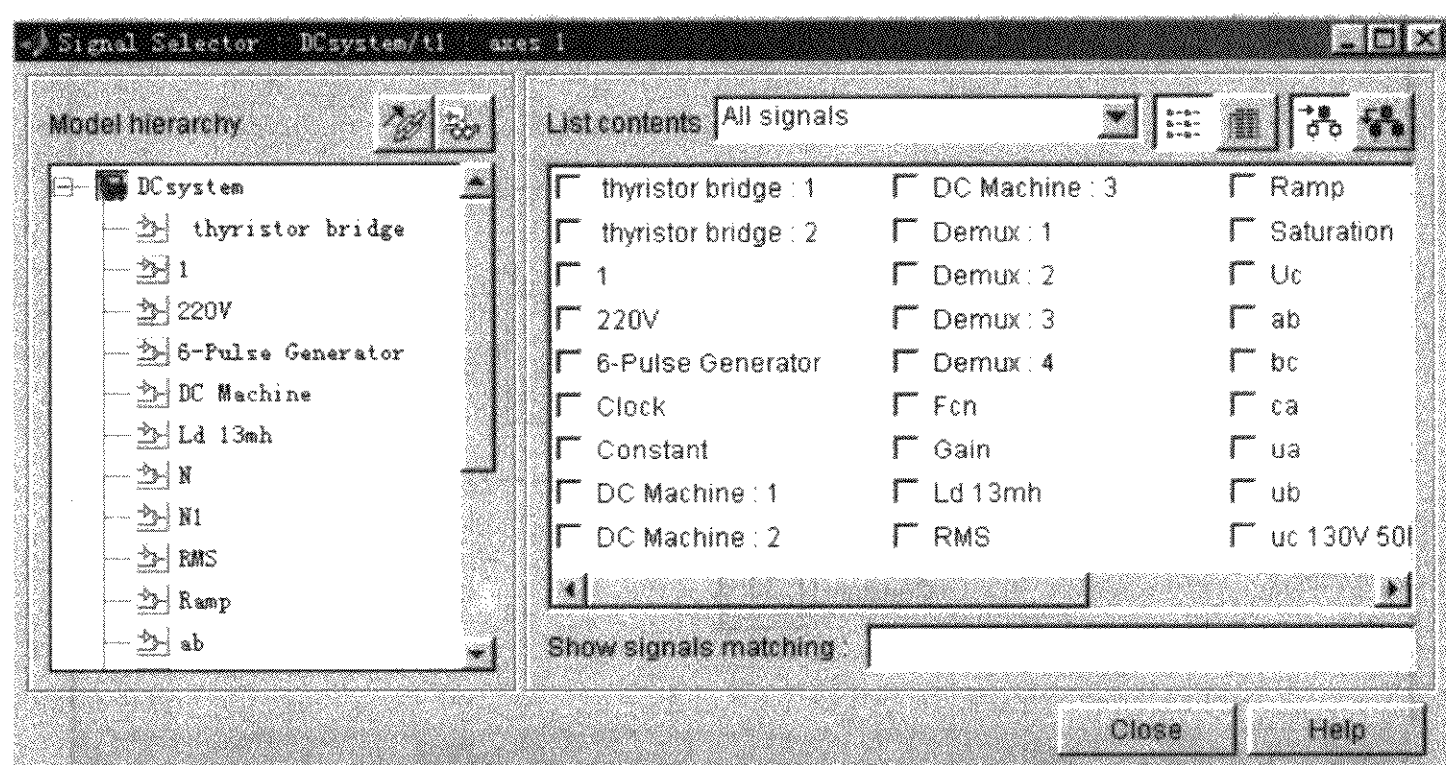 Signal Selector : DCsystem/t1 axes 1
Model hierarchy
DCsystem
thyristor bridge
1
220V
6-Pulse Generator
DC Machine
Ld 13mh
N
N1
RMS
Ramp
ab
List contents All signals
thyristor bridge : 1 DC Machine : 3 Ramp
thyristor bridge : 2 Demux : 1 Saturation
1 Demux : 2 Uc
220V Demux : 3 ab
6-Pulse Generator Demux : 4 bc
Clock Fcn ca
Constant Gain ua
DC Machine : 1 Ld 13mh ub
DC Machine : 2 RMS uc 130V 50
Show signals matching :
Close Help